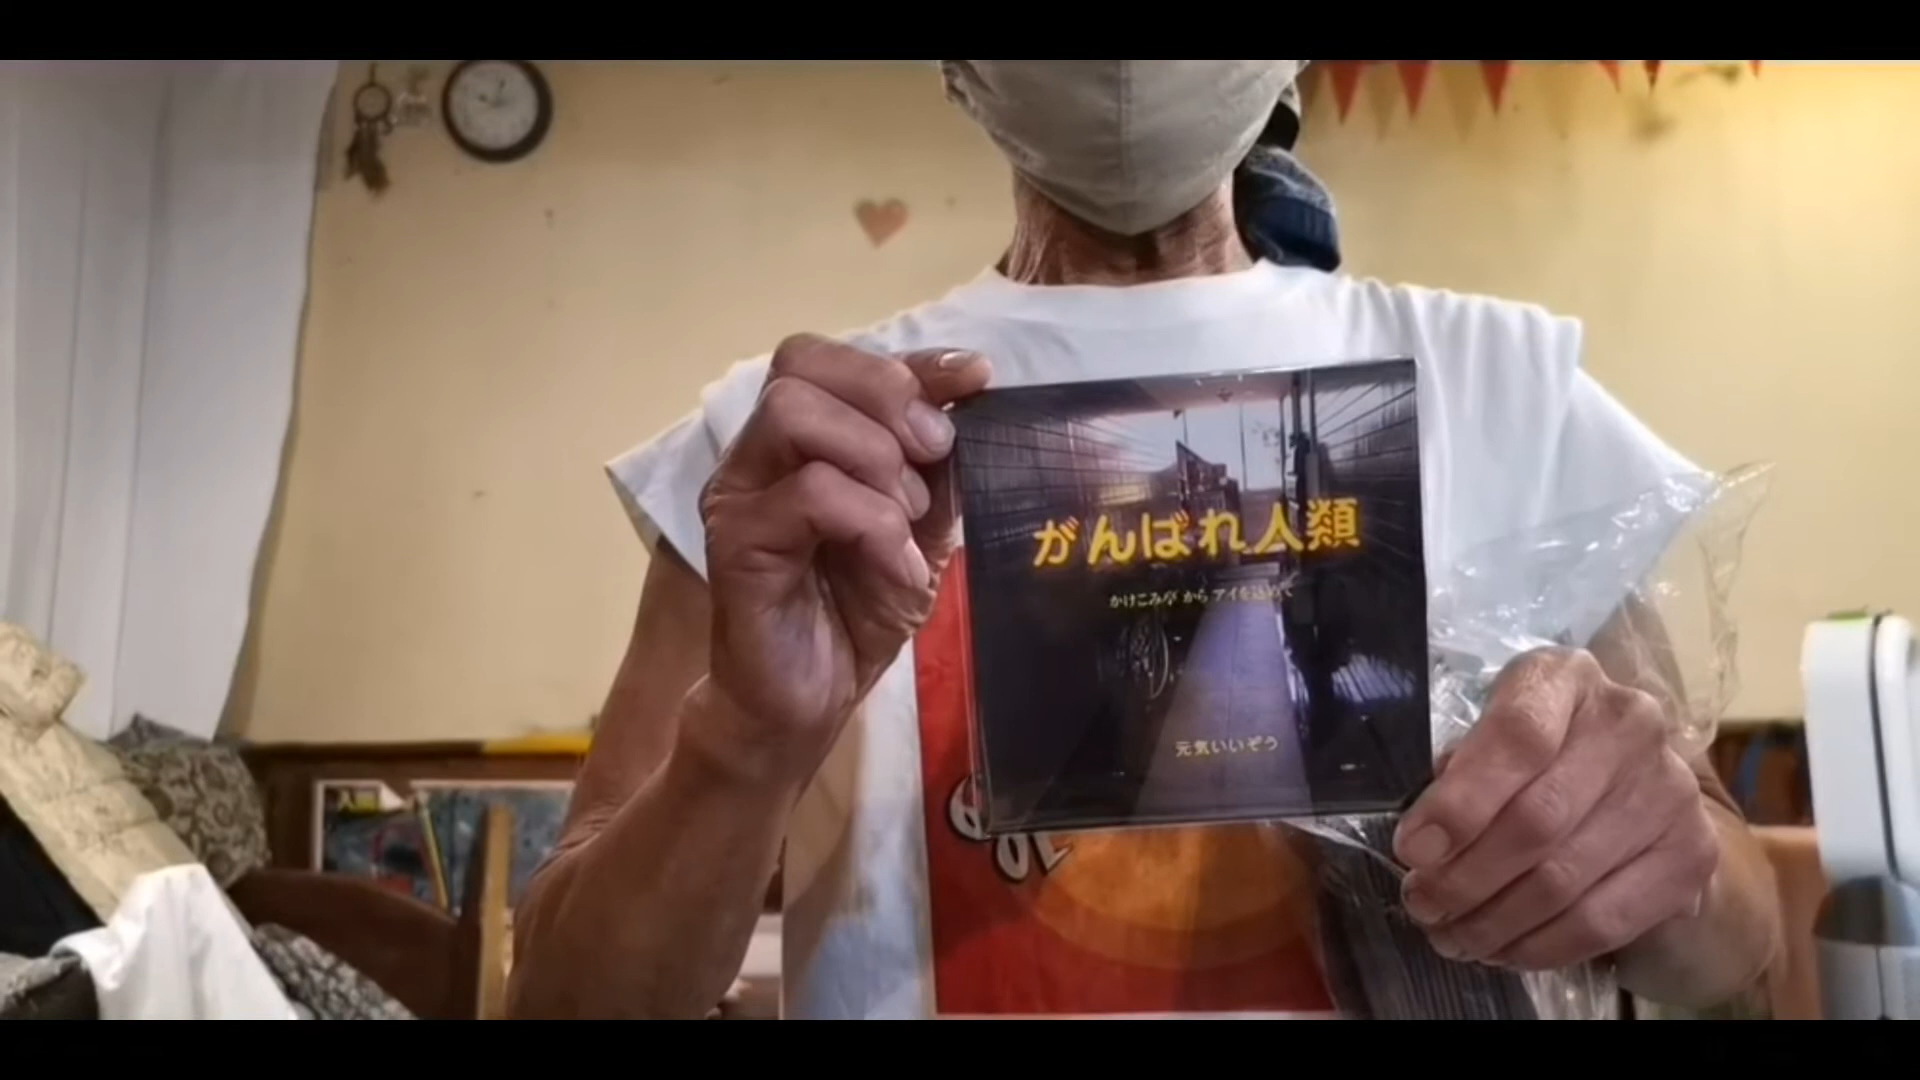 がんばれ人類
かけこみ亭 から アイを込めて
元気いいぞう